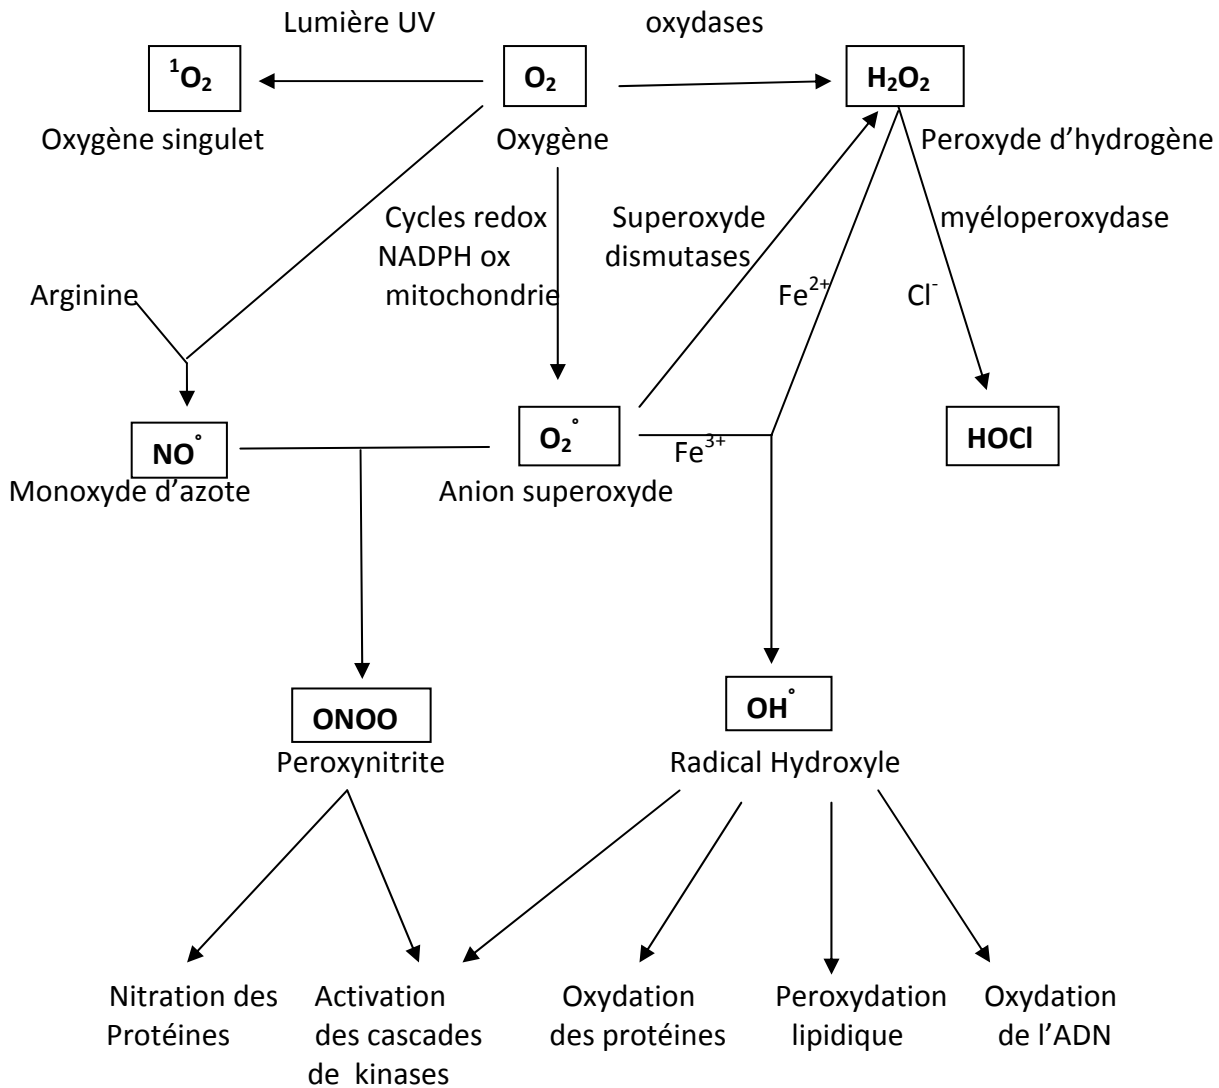 Lumière UV oxydases
¹O₂ O₂ H₂O₂
Oxygène singulet Oxygène Peroxyde d’hydrogène
Cycles redox Superoxyde myéloperoxydase
NADPH ox dismutases
Arginine mitochondrie Fe²⁺ Cl⁻
NO° O₂° Fe³⁺ HOCl
Monoxyde d’azote Anion superoxyde
ONOO OH°
Peroxynitrite Radical Hydroxyle
Nitration des Activation Oxydation Peroxydation Oxydation
Protéines des cascades des protéines lipidique de l’ADN
de kinases